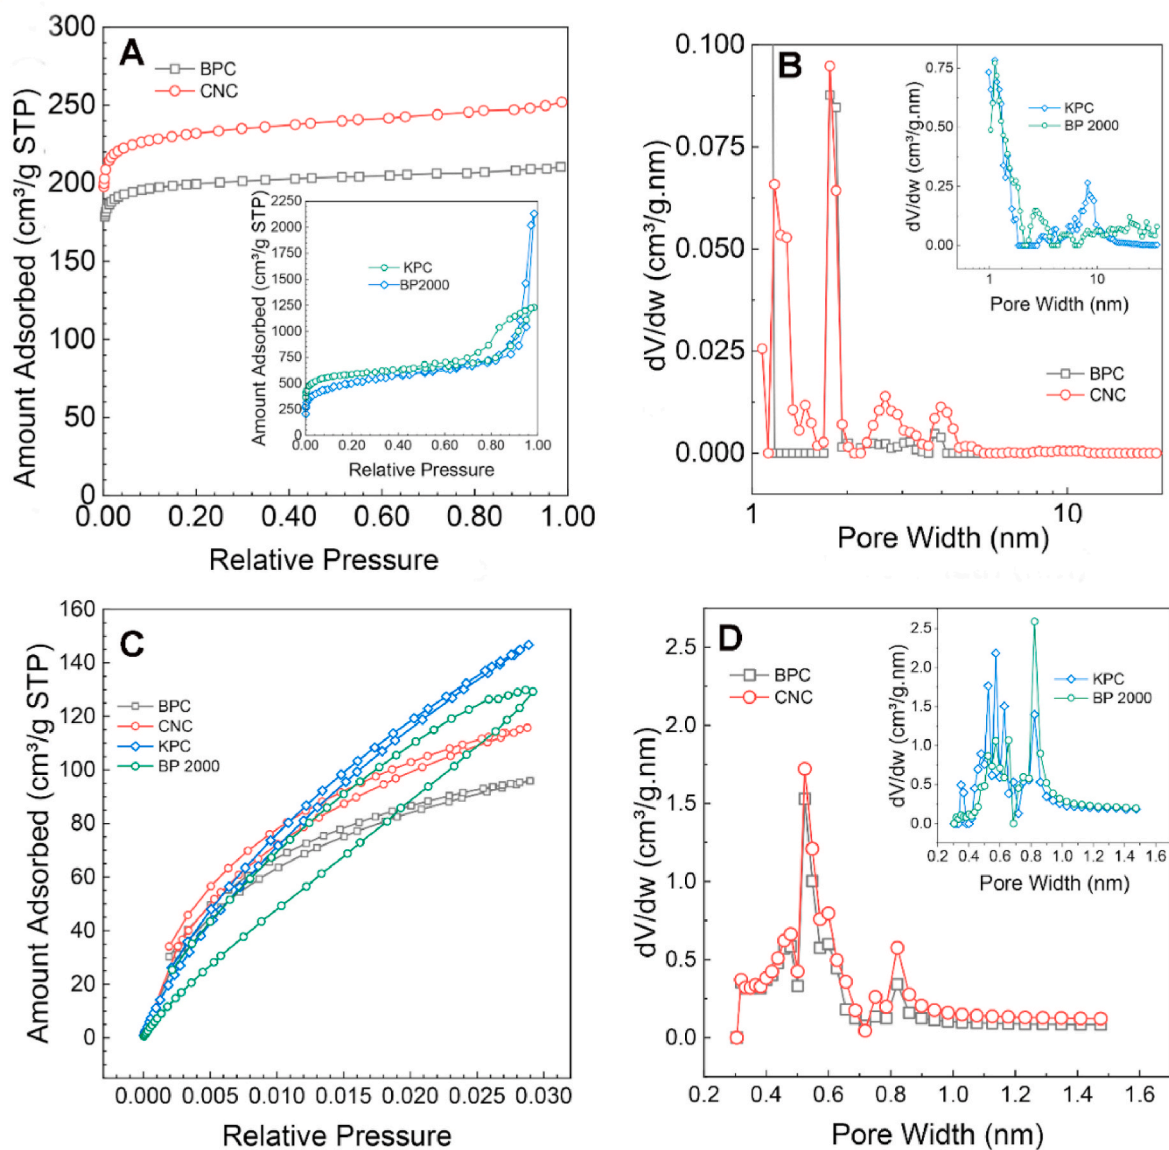 A
BPC
CNC
300
250
200
150
100
50
0
0.00 0.20 0.40 0.60 0.80 1.00
Amount Adsorbed (cm³/g STP)
Relative Pressure
2250
2000
1750
1500
1250
1000
750
500
250
0.00 0.20 0.40 0.60 0.80 1.00
Amount Adsorbed (cm³/g STP)
KPC
BP2000
Relative Pressure
B
0.100
0.075
0.050
0.025
0.000
1 10
dV/dw (cm³/g.nm)
Pore Width (nm)
BPC
CNC
0.75
0.50
0.25
0.00
1 10
dV/dw (cm³/g.nm)
KPC
BP 2000
Pore Width (nm)
C
160
140
120
100
80
60
40
20
0
0.000 0.005 0.010 0.015 0.020 0.025 0.030
Amount Adsorbed (cm³/g STP)
BPC
CNC
KPC
BP 2000
Relative Pressure
D
BPC
CNC
2.5
2.0
1.5
1.0
0.5
0.0
0.2 0.4 0.6 0.8 1.0 1.2 1.4 1.6
dV/dw (cm³/g.nm)
Pore Width (nm)
2.5
2.0
1.5
1.0
0.5
0.0
0.2 0.4 0.6 0.8 1.0 1.2 1.4 1.6
dV/dw (cm³/g.nm)
KPC
BP 2000
Pore Width (nm)